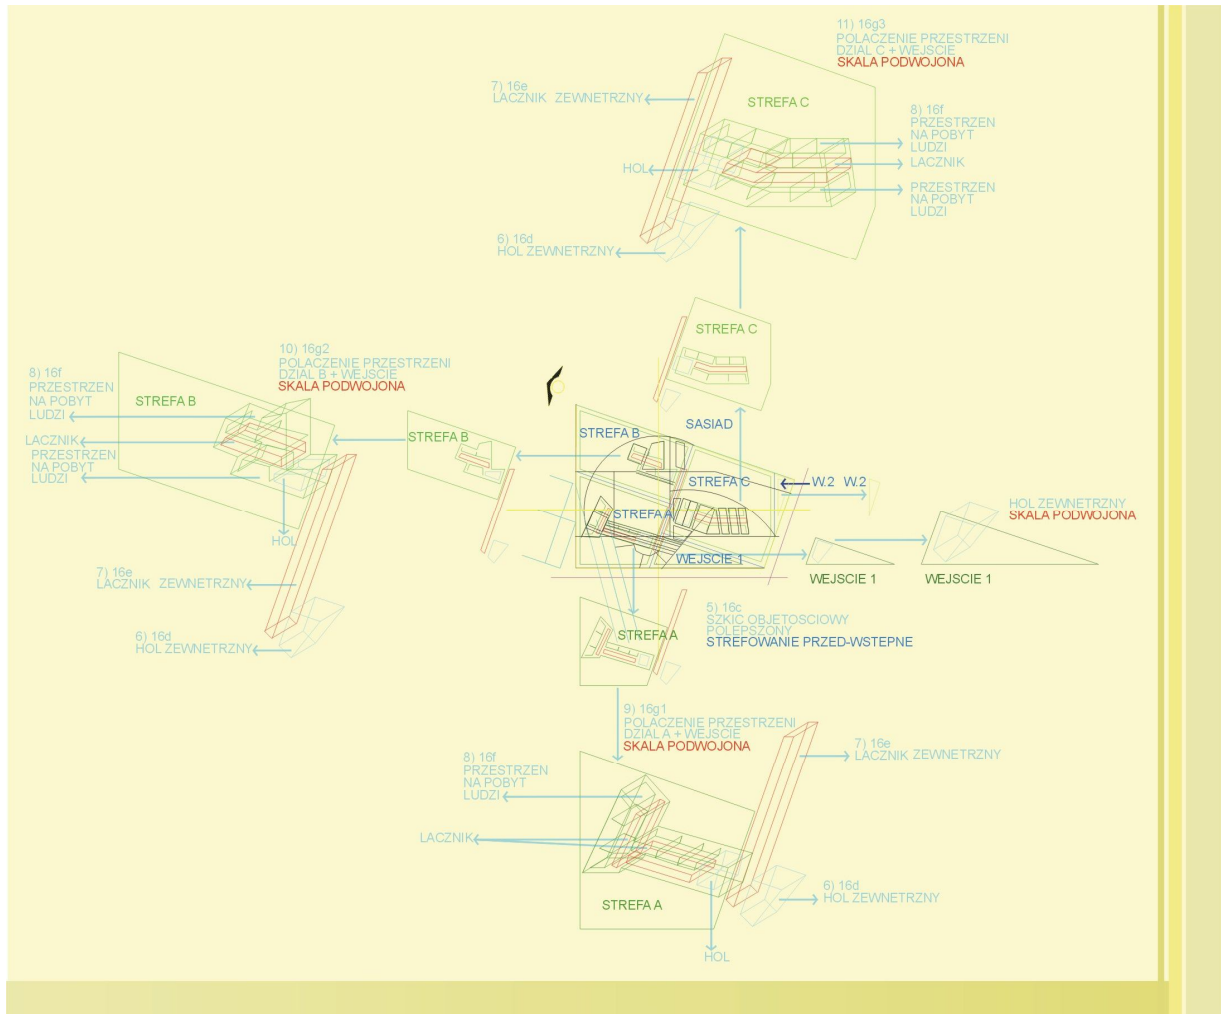 11) 16g3
POLACZENIE PRZESTRZENI
DZIAL C + WEJSCIE
SKALA PODWOJONA
7) 16e
LACZNIK ZEWNETRZNY
STREFA C
8) 16f
PRZESTRZEN
NA POBYT
LUDZI
HOL
LACZNIK
PRZESTRZEN
NA POBYT
LUDZI
6) 16d
HOL ZEWNETRZNY
STREFA C
10) 16g2
POLACZENIE PRZESTRZENI
DZIAL B + WEJSCIE
SKALA PODWOJONA
8) 16f
PRZESTRZEN
NA POBYT
LUDZI
STREFA B
LACZNIK
PRZESTRZEN
NA POBYT
LUDZI
HOL
STREFA B
SASIAD
STREFA B
STREFA C
W.2 W.2
STREFA A
WEJSCIE 1
HOL ZEWNETRZNY
SKALA PODWOJONA
WEJSCIE 1
WEJSCIE 1
7) 16e
LACZNIK ZEWNETRZNY
6) 16d
HOL ZEWNETRZNY
STREFA A
5) 16c
SZKIC OBJETOSCIOWY
POLEPSZONY
STREFOWANIE PRZED-WSTEPNE
9) 16g1
POLACZENIE PRZESTRZENI
DZIAL A + WEJSCIE
SKALA PODWOJONA
8) 16f
PRZESTRZEN
NA POBYT
LUDZI
7) 16e
LACZNIK ZEWNETRZNY
LACZNIK
6) 16d
HOL ZEWNETRZNY
STREFA A
HOL